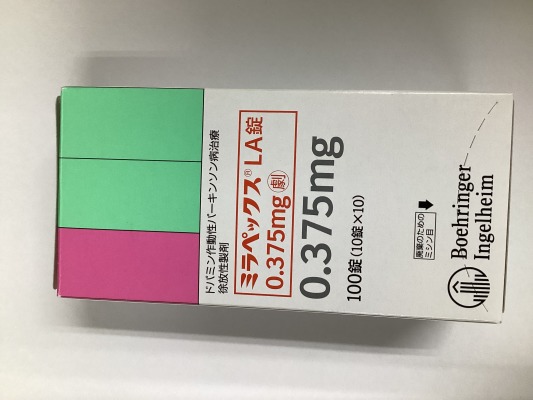 ドパミン作動性パーキンソン病治療
徐放性製剤
ミラペックス® LA錠
0.375mg 劇
0.375mg
100錠(10錠×10)
廃棄のための
ミシン目
Boehringer
Ingelheim